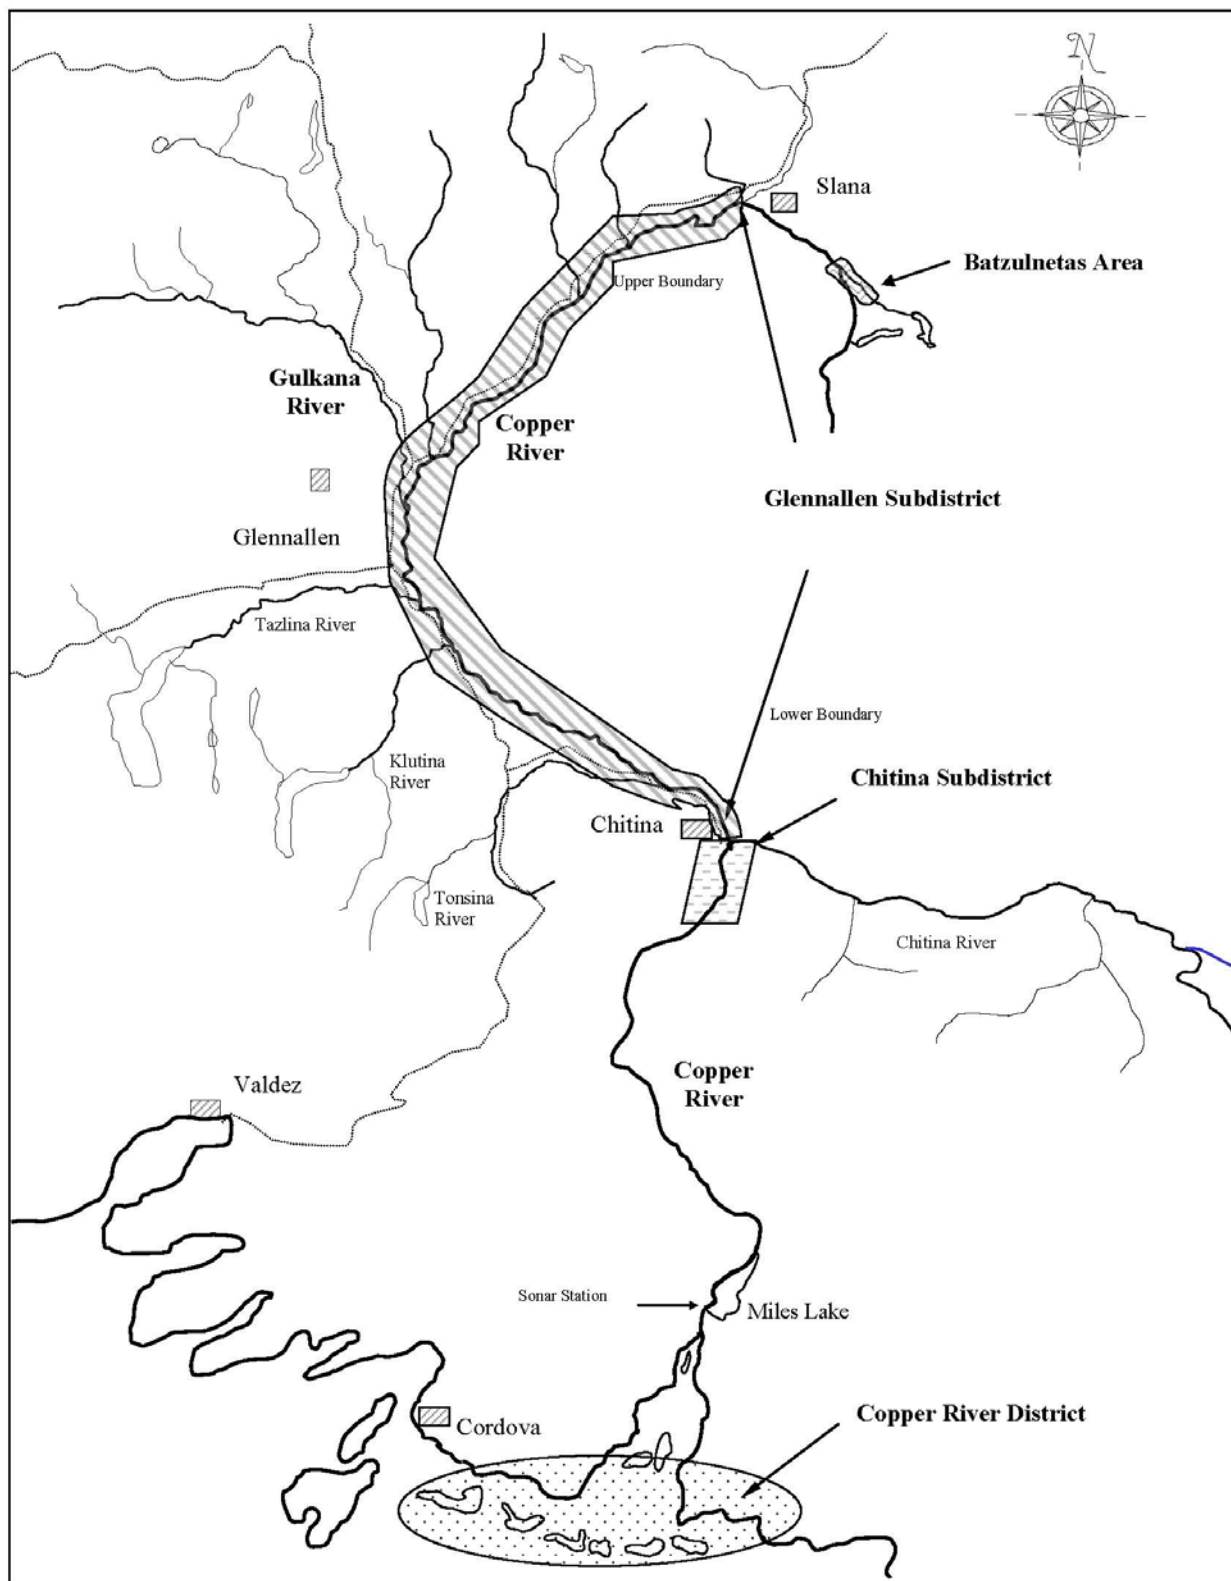 N
Slana
Batzulnetas Area
Upper Boundary
Gulkana
River
Copper
River
Glennallen Subdistrict
Glennallen
Tazlina River
Lower Boundary
Klutina
River
Chitina Subdistrict
Chitina
Tonsina
River
Chitina River
Copper
River
Valdez
Sonar Station
Miles Lake
Copper River District
Cordova